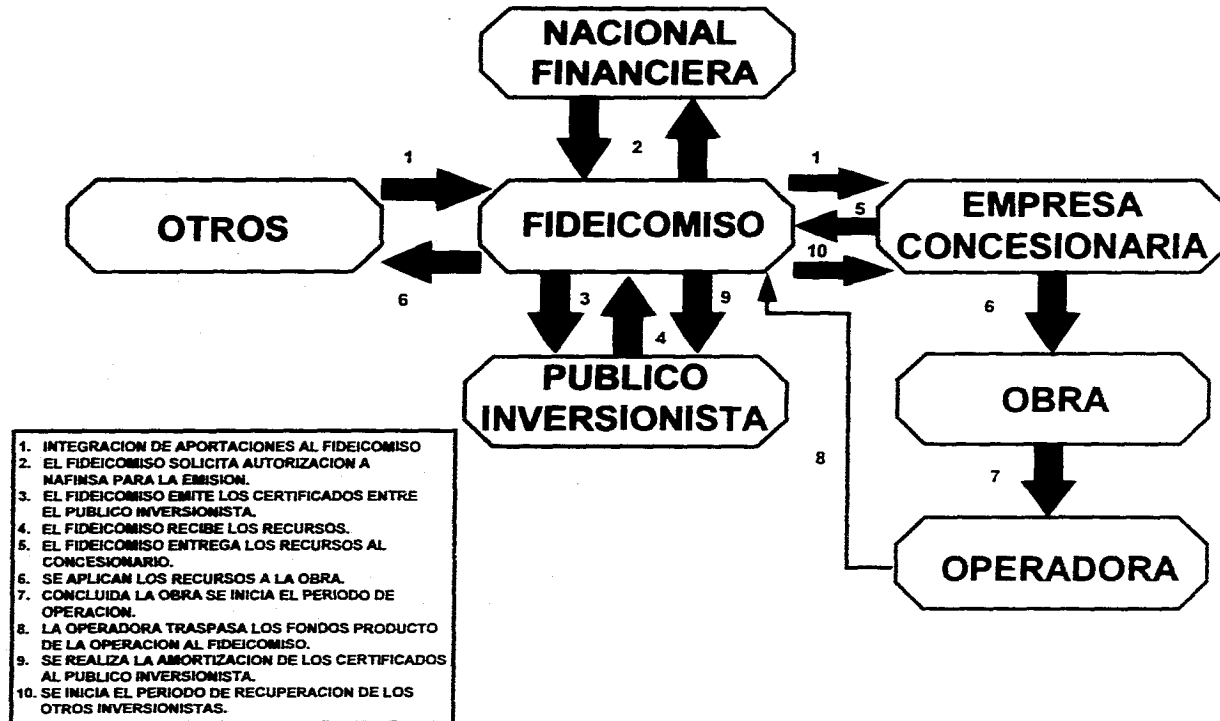 NACIONAL
FINANCIERA
2
1
1
OTROS
FIDEICOMISO
5
EMPRESA
CONCESIONARIA
10
6
3
9
4
6
PUBLICO
INVERSIONISTA
OBRA
8
7
OPERADORA
1. INTEGRACION DE APORTACIONES AL FIDEICOMISO
2. EL FIDEICOMISO SOLICITA AUTORIZACION A
NAFINSA PARA LA EMISION.
3. EL FIDEICOMISO EMITE LOS CERTIFICADOS ENTRE
EL PUBLICO INVERSIONISTA.
4. EL FIDEICOMISO RECIBE LOS RECURSOS.
5. EL FIDEICOMISO ENTREGA LOS RECURSOS AL
CONCESIONARIO.
6. SE APLICAN LOS RECURSOS A LA OBRA.
7. CONCLUIDA LA OBRA SE INICIA EL PERIODO DE
OPERACION.
8. LA OPERADORA TRASPASA LOS FONDOS PRODUCTO
DE LA OPERACION AL FIDEICOMISO.
9. SE REALIZA LA AMORTIZACION DE LOS CERTIFICADOS
AL PUBLICO INVERSIONISTA.
10. SE INICIA EL PERIODO DE RECUPERACION DE LOS
OTROS INVERSIONISTAS.